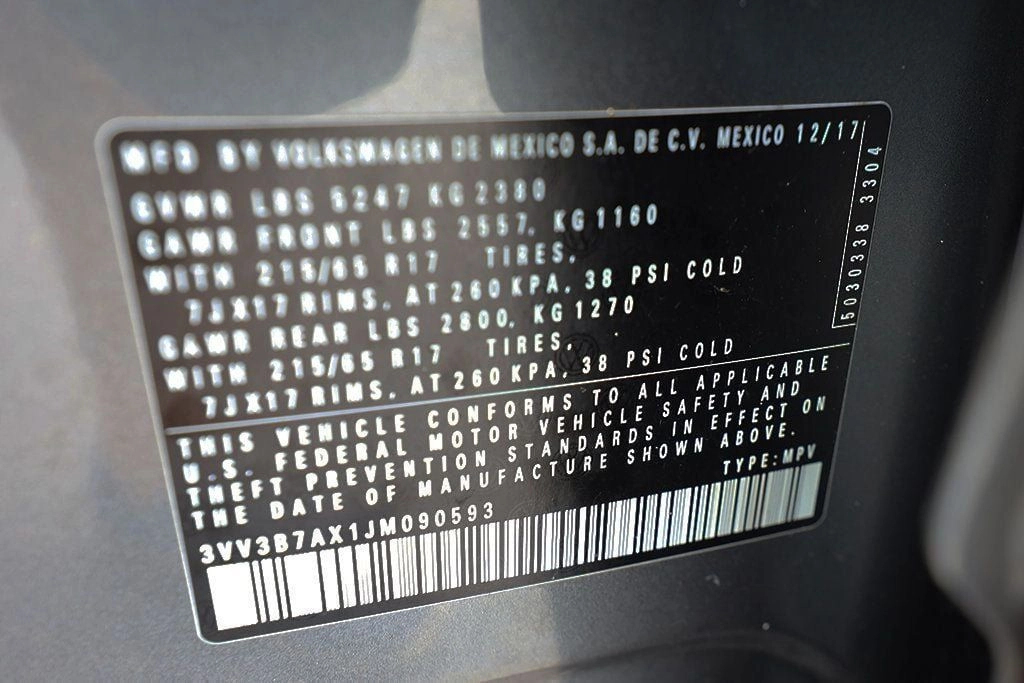 MFD BY VOLKSWAGEN DE MEXICO S.A. DE C.V. MEXICO 12/17
GVWR LBS 5247 KG 2380
GAWR FRONT LBS 2557, KG 1160
WITH 215/65 R17 TIRES,
7JX17 RIMS, AT 260 KPA, 38 PSI COLD
GAWR REAR LBS 2800, KG 1270
WITH 215/65 R17 TIRES,
7JX17 RIMS, AT 260 KPA, 38 PSI COLD
5030338 3304
THIS VEHICLE CONFORMS TO ALL APPLICABLE
U.S. FEDERAL MOTOR VEHICLE SAFETY AND
THEFT PREVENTION STANDARDS IN EFFECT ON
THE DATE OF MANUFACTURE SHOWN ABOVE.
TYPE: MPV
3VV3B7AX1JM090593